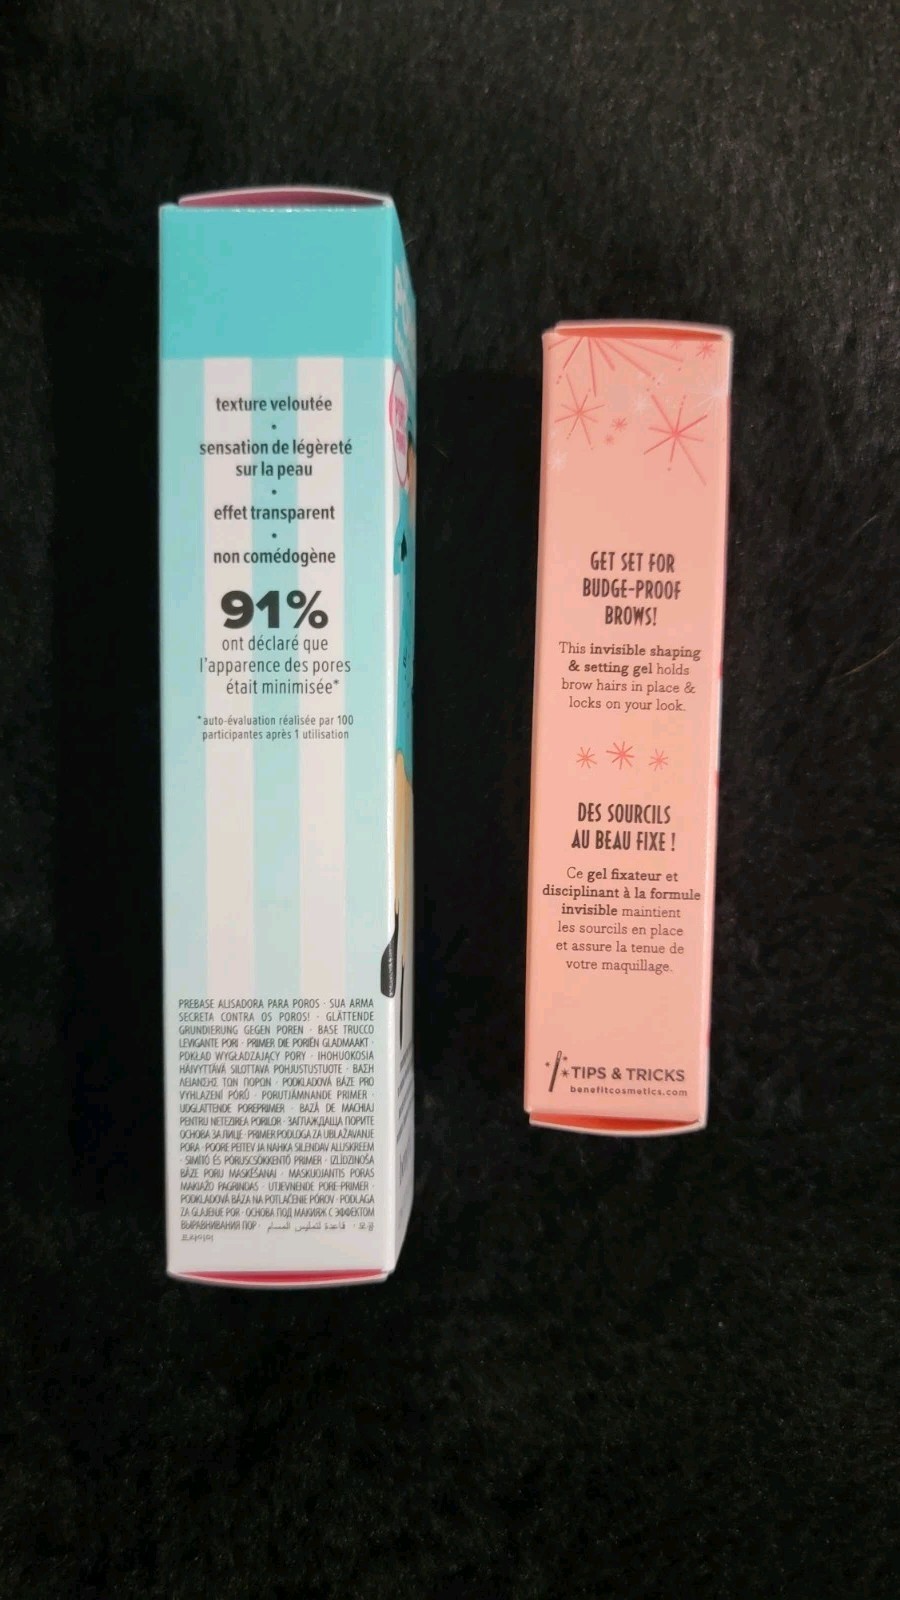 texture veloutée
•
sensation de légèreté
sur la peau
•
effet transparent
•
non comédogène
91%
ont déclaré que
l'apparence des pores
était minimisée*
*auto-évaluation réalisée par 100
participantes après 1 utilisation
PREBASE ALISADORA PARA POROS · SUA ARMA
SECRETA CONTRA OS POROS! · GLÄTTENDE
GRUNDIERUNG GEGEN POREN · BASE TRUCCO
LEVIGANTE PORI · PRIMER DIE PORIËN GLADMAAKT ·
PODKŁAD WYGŁADZAJĄCY PORY · IHOHUOKOSIA
HÄIVYTTÄVÄ SILOTTAVA POHJUSTUSTUOTE · ΒΑΣΗ
ΛΕΙΑΝΣΗΣ ΤΩΝ ΠΟΡΩΝ · PODKLADOVÁ BÁZE PRO
VYHLAZENÍ PÓRŮ · PORUTJÄMNANDE PRIMER ·
UDGLATTENDE POREPRIMER · BAZĂ DE MACHIAJ
PENTRU NETEZIREA PORILOR · ЗАГЛАЖДАЩА ПОРИТЕ
ОСНОВА ЗА ЛИЦЕ · PRIMER PODLOGA ZA UBLAŽAVANJE
PORA · POORE PEITEV JA NAHKA SILENDAV ALUSKREEM
· SIMÍTÓ ÉS PÓRUSCSÖKKENTŐ PRIMER · IZLĪDZINOŠA
BĀZE PORU MASKĒŠANAI · MASKUOJANTIS PORAS
MAKIAŽO PAGRINDAS · UTJEVNENDE PORE-PRIMER ·
PODKLADOVÁ BÁZA NA POTLAČENIE PÓROV · PODLAGA
ZA GLAJENJE POR · ОСНОВА ПОД МАКИЯЖ С ЭФФЕКТОМ
ВЫРАВНИВАНИЯ ПОР · قاعدة لتمليس المسام · 모공
프라이머
GET SET FOR
BUDGE-PROOF
BROWS!
This invisible shaping
& setting gel holds
brow hairs in place &
locks on your look.
DES SOURCILS
AU BEAU FIXE !
Ce gel fixateur et
disciplinant à la formule
invisible maintient
les sourcils en place
et assure la tenue de
votre maquillage.
TIPS & TRICKS
benefitcosmetics.com